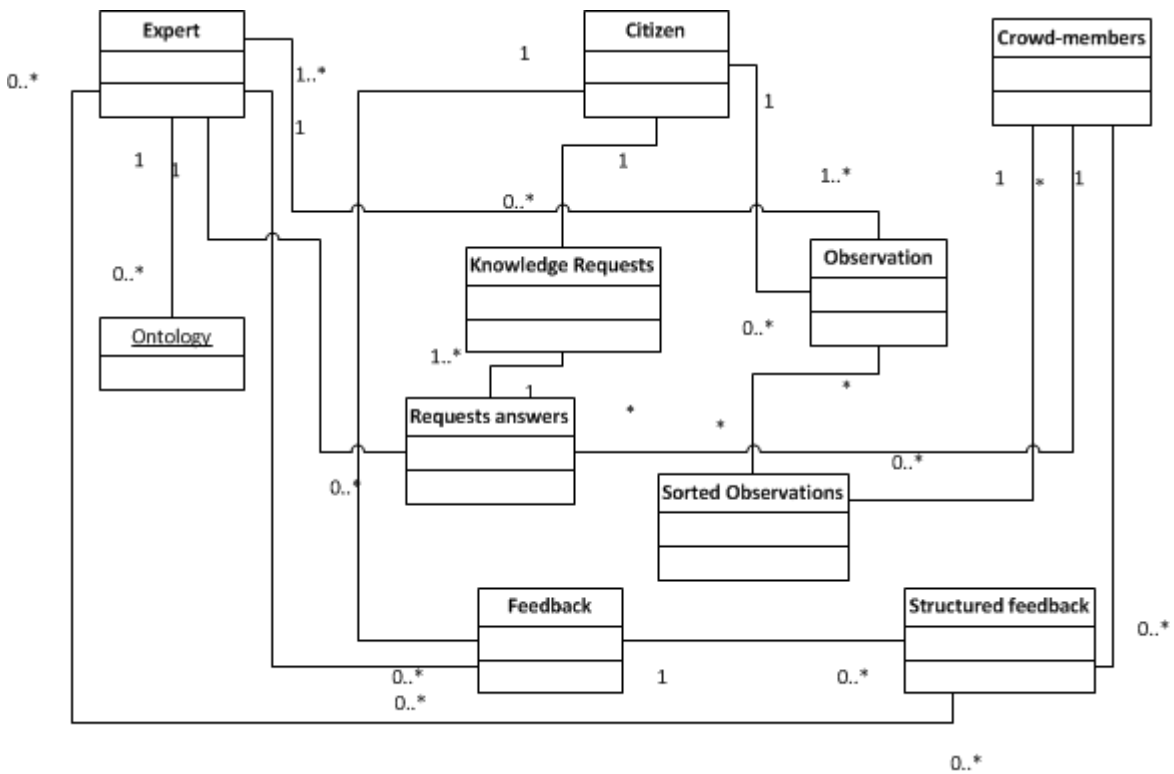 Expert
Citizen
Crowd-members
0..*
1..*
1
1
1
1
1
1
1..*
1
*
1
0..*
Knowledge Requests
Observation
0..*
Ontology
0..*
1..*
1
*
Requests answers
*
*
0..*
0..*
Sorted Observations
Feedback
Structured feedback
0..*
0..*
1
0..*
0..*
0..*